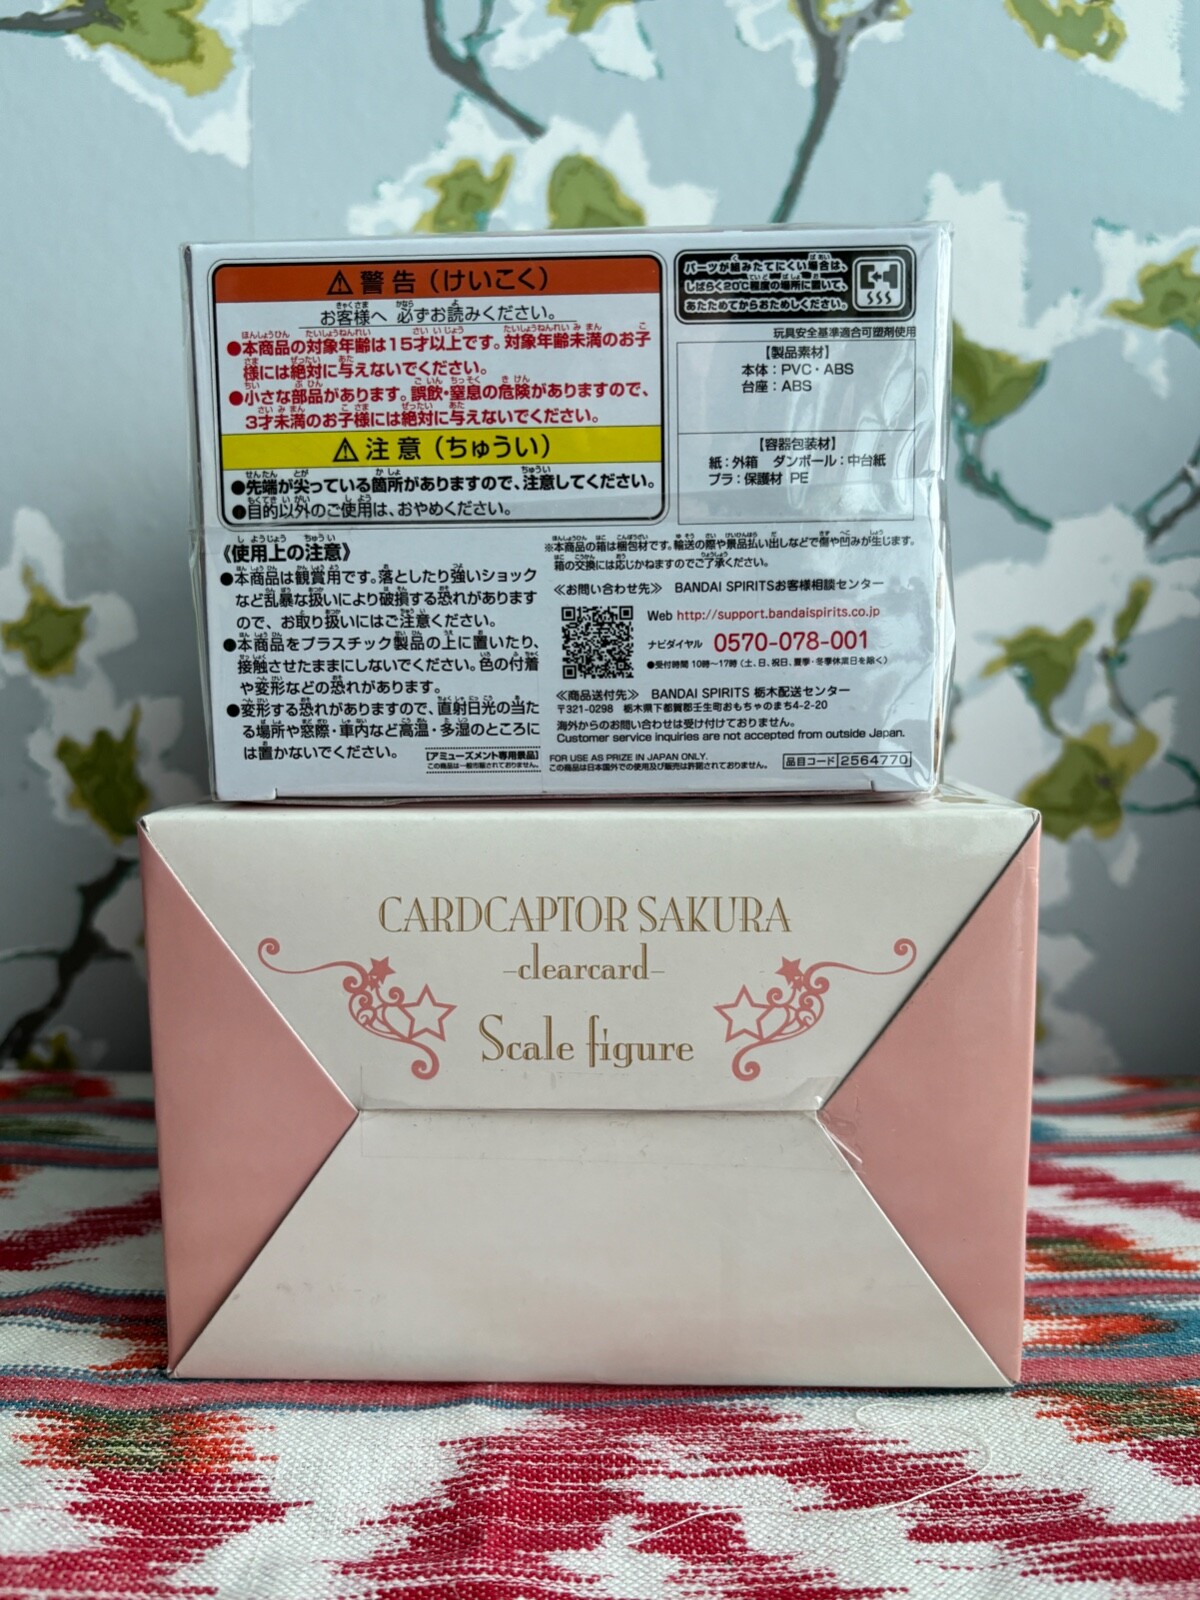 ⚠警告（けいこく）
お客様へ 必ずお読みください。
●本商品の対象年齢は15才以上です。対象年齢未満のお子
様には絶対に与えないでください。
●小さな部品があります。誤飲・窒息の危険がありますので、
3才未満のお子様には絶対に与えないでください。
⚠注意（ちゅうい）
●先端が尖っている箇所がありますので、注意してください。
●目的以外のご使用は、おやめください。
パーツが組みたてにくい場合は、
しばらく20℃程度の場所に置いて、
あたためてからおためしください。
玩具安全基準適合可塑剤使用
【製品素材】
本体：PVC・ABS
台座：ABS
【容器包装材】
紙：外箱 ダンボール：中台紙
プラ：保護材 PE
《使用上の注意》
●本商品は観賞用です。落としたり強いショック
など乱暴な扱いにより破損する恐れがあります
ので、お取り扱いにはご注意ください。
●本商品をプラスチック製品の上に置いたり、
接触させたままにしないでください。色の付着
や変形などの恐れがあります。
●変形する恐れがありますので、直射日光の当た
る場所や窓際・車内など高温・多湿のところに
は置かないでください。
[アミューズメント専用景品]
この商品は一般市販されておりません。
※本商品の箱は梱包材です。輸送の際や景品払い出しなどで傷や凹みが生じます。
箱の交換には応じかねますのでご了承ください。
≪お問い合わせ先≫ BANDAI SPIRITSお客様相談センター
Web http://support.bandaispirits.co.jp
ナビダイヤル 0570-078-001
●受付時間 10時～17時（土、日、祝日、夏季・冬季休業日を除く）
≪商品送付先≫ BANDAI SPIRITS 栃木配送センター
〒321-0298 栃木県下都賀郡壬生町おもちゃのまち4-2-20
海外からのお問い合わせは受け付けておりません。
Customer service inquiries are not accepted from outside Japan.
FOR USE AS PRIZE IN JAPAN ONLY.
この商品は日本国外での使用及び販売は許諾されておりません。
品目コード 2564770
CARDCAPTOR SAKURA
-clearcard-
Scale figure